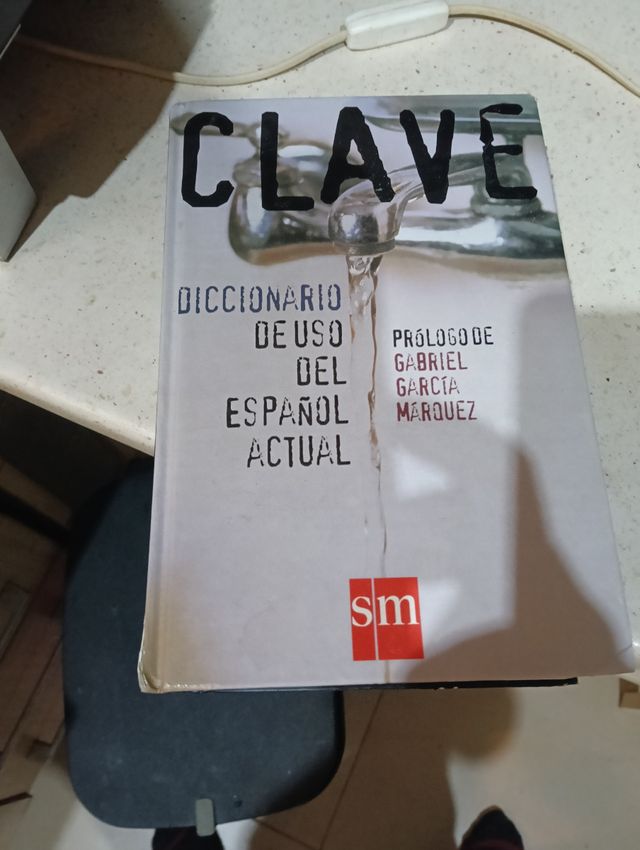 CLAVE
DICCIONARIO
DE USO
DEL
ESPAÑOL
ACTUAL
PRÓLOGO DE
GABRIEL
GARCÍA
MÁRQUEZ
sm